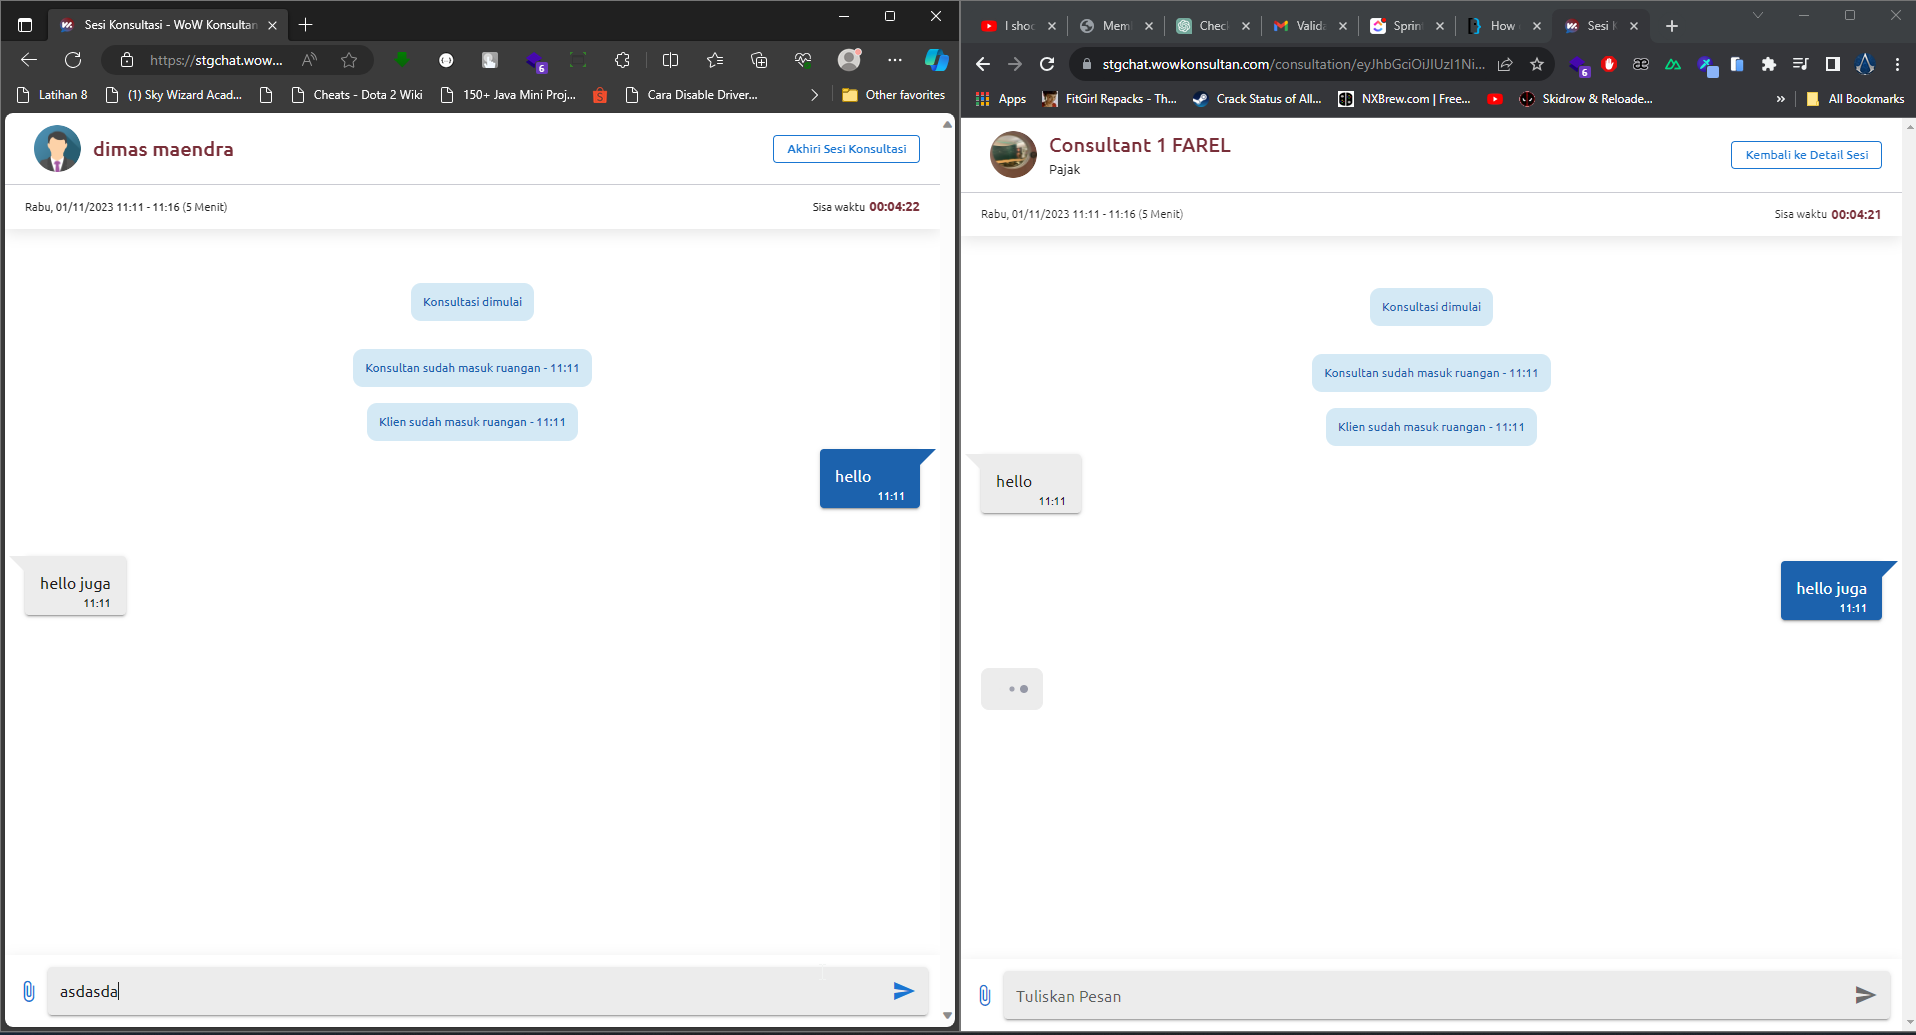 Sesi Konsultasi - WoW Konsultan
https://stgchat.wow...
6
Latihan 8
(1) Sky Wizard Acad...
Cheats - Dota 2 Wiki
150+ Java Mini Proj...
Cara Disable Driver...
Other favorites
dimas maendra
Akhiri Sesi Konsultasi
Rabu, 01/11/2023 11:11 - 11:16 (5 Menit)
Sisa waktu 00:04:22
Konsultasi dimulai
Konsultan sudah masuk ruangan - 11:11
Klien sudah masuk ruangan - 11:11
hello
11:11
hello juga
11:11
asdasda
I shoc
Mem
Chec
Valida
Sprin
How
Sesi K
stgchat.wowkonsultan.com/consultation/eyJhbGciOiJIUzI1Ni...
6
Apps
FitGirl Repacks - Th...
Crack Status of All...
NXBrew.com | Free...
Skidrow & Reloade...
All Bookmarks
Consultant 1 FAREL
Pajak
Kembali ke Detail Sesi
Rabu, 01/11/2023 11:11 - 11:16 (5 Menit)
Sisa waktu 00:04:21
Konsultasi dimulai
Konsultan sudah masuk ruangan - 11:11
Klien sudah masuk ruangan - 11:11
hello
11:11
hello juga
11:11
Tuliskan Pesan